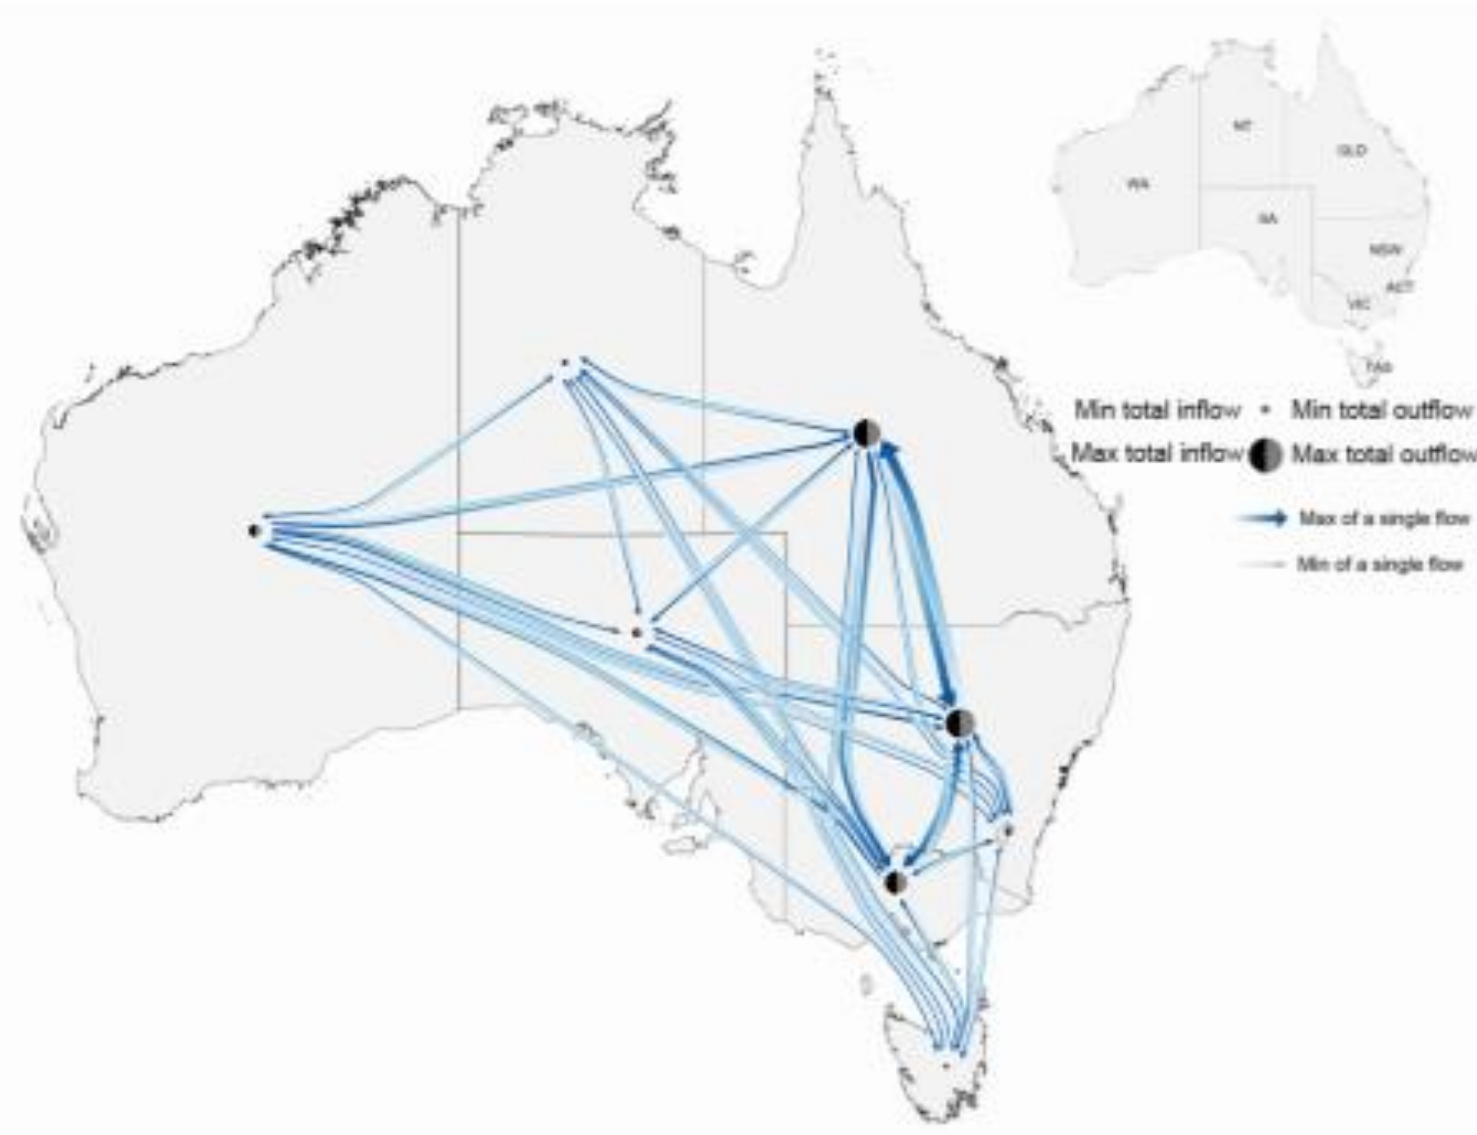 NT
QLD
WA
SA
NSW
ACT
VIC
TAS
Min total inflow Min total outflow
Max total inflow Max total outflow
Max of a single flow
Min of a single flow